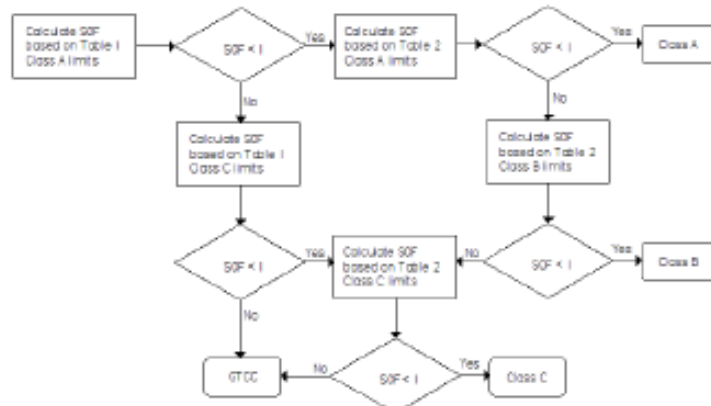 Calculate SOF
based on Table 1
Class A limits
SOF < 1
Yes
Calculate SOF
based on Table 2
Class A limits
SOF < 1
Yes
Class A
No
No
Calculate SOF
based on Table 1
Class C limits
Calculate SOF
based on Table 2
Class B limits
SOF < 1
Yes
Calculate SOF
based on Table 2
Class C limits
No
SOF < 1
Yes
Class B
No
GTCC
No
SOF < 1
Yes
Class C